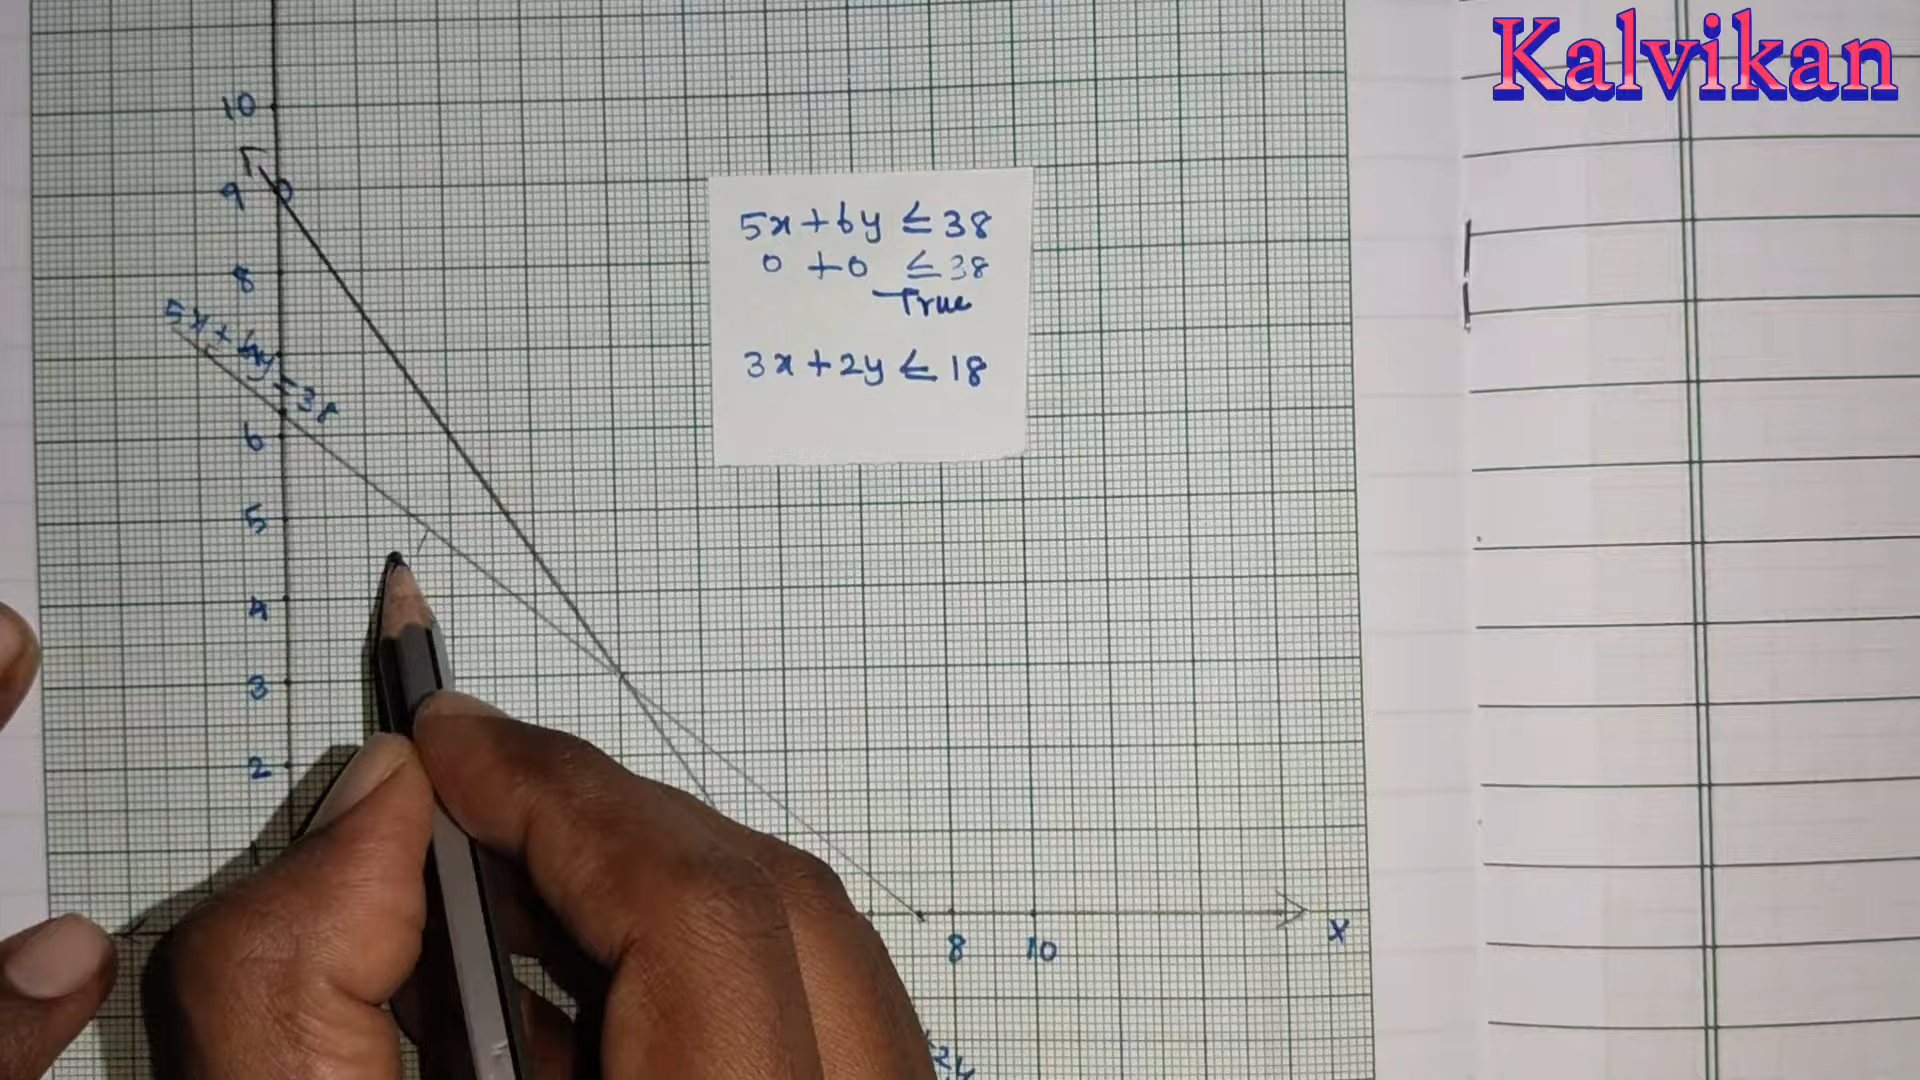 Kalvikan
10
9
8
5x + 6y = 38
6
5
4
3
2
5x + 6y ≤ 38
0 + 0 ≤ 38
True
3x + 2y ≤ 18
8 10
X